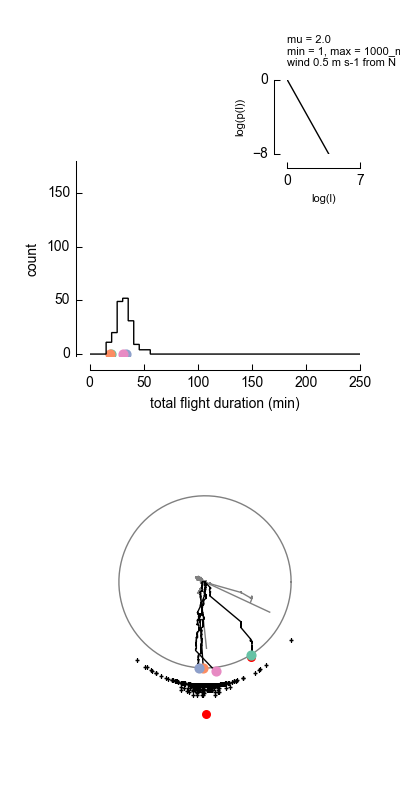 mu = 2.0
min = 1, max = 1000_m
wind 0.5 m s-1 from N
0
log(p(l))
−8
0
7
log(l)
150
100
50
0
count
0
50
100
150
200
250
total flight duration (min)